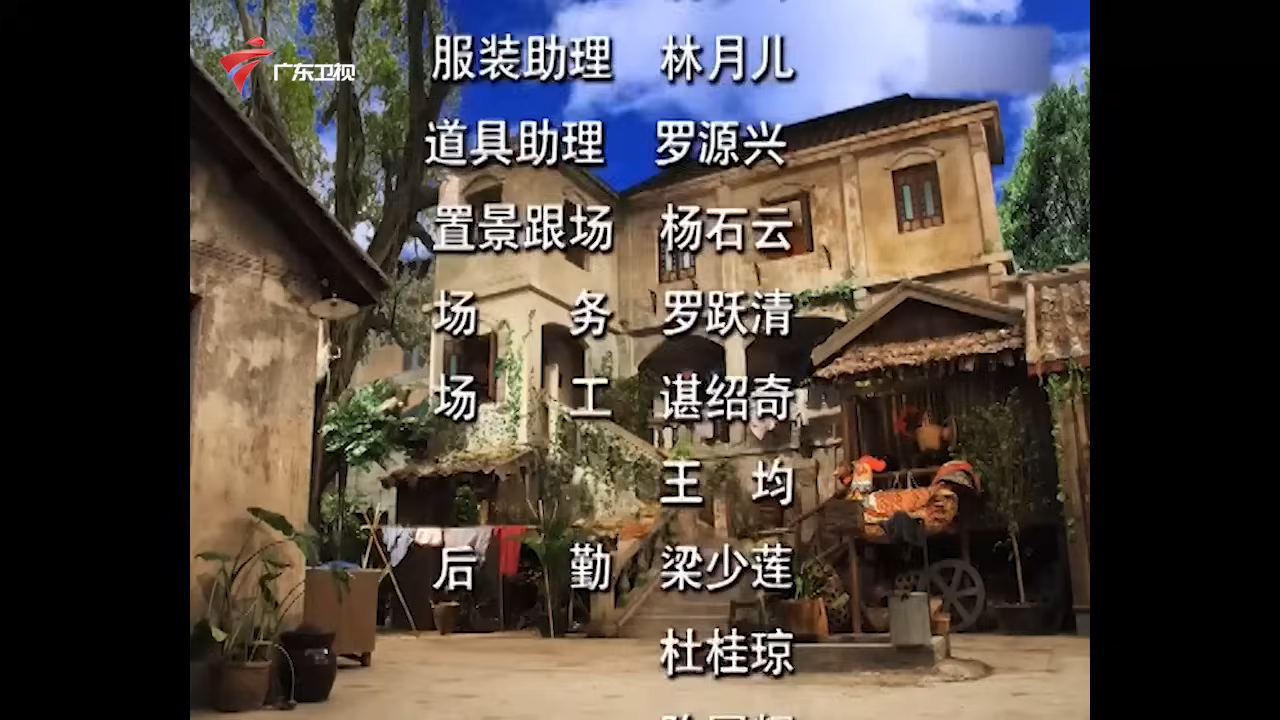 广东卫视
服装助理 林月儿
道具助理 罗源兴
置景跟场 杨石云
场务 罗跃清
场工 谌绍奇
王均
后勤 梁少莲
杜桂琼